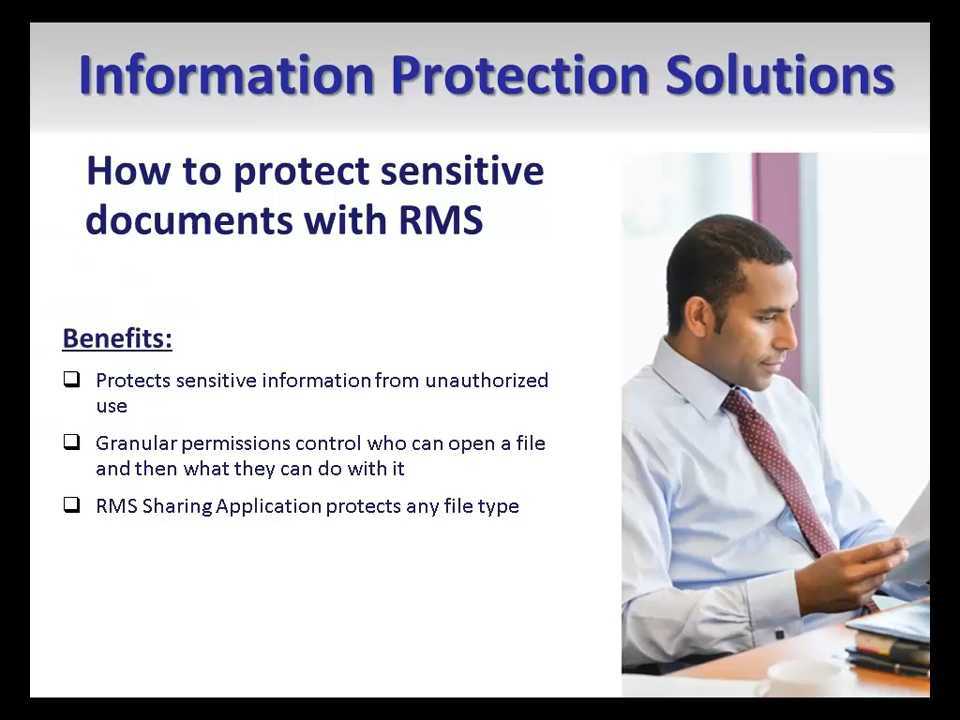 Information Protection Solutions
How to protect sensitive
documents with RMS
Benefits:
Protects sensitive information from unauthorized
use
Granular permissions control who can open a file
and then what they can do with it
RMS Sharing Application protects any file type